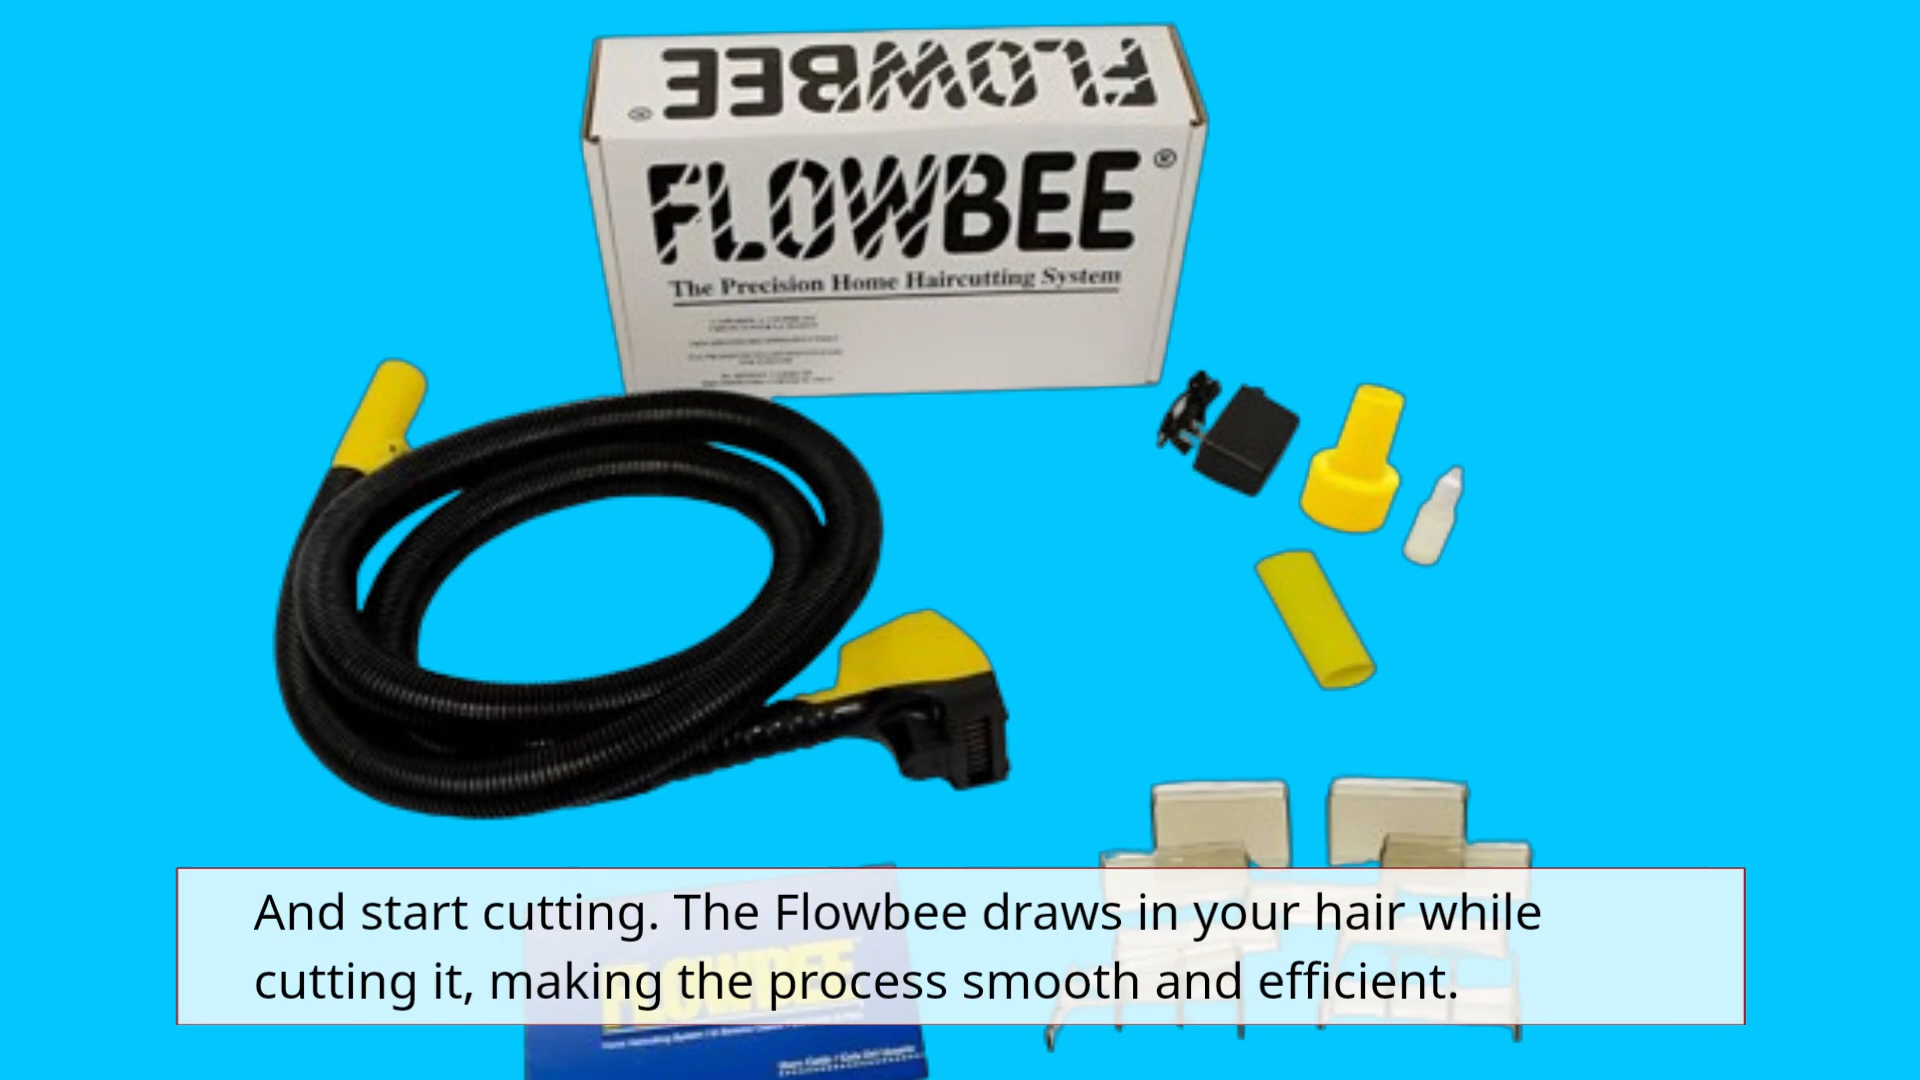 FLOWBEE
®
FLOWBEE®
The Precision Home Haircutting System
And start cutting. The Flowbee draws in your hair while
cutting it, making the process smooth and efficient.
FLOWBEE